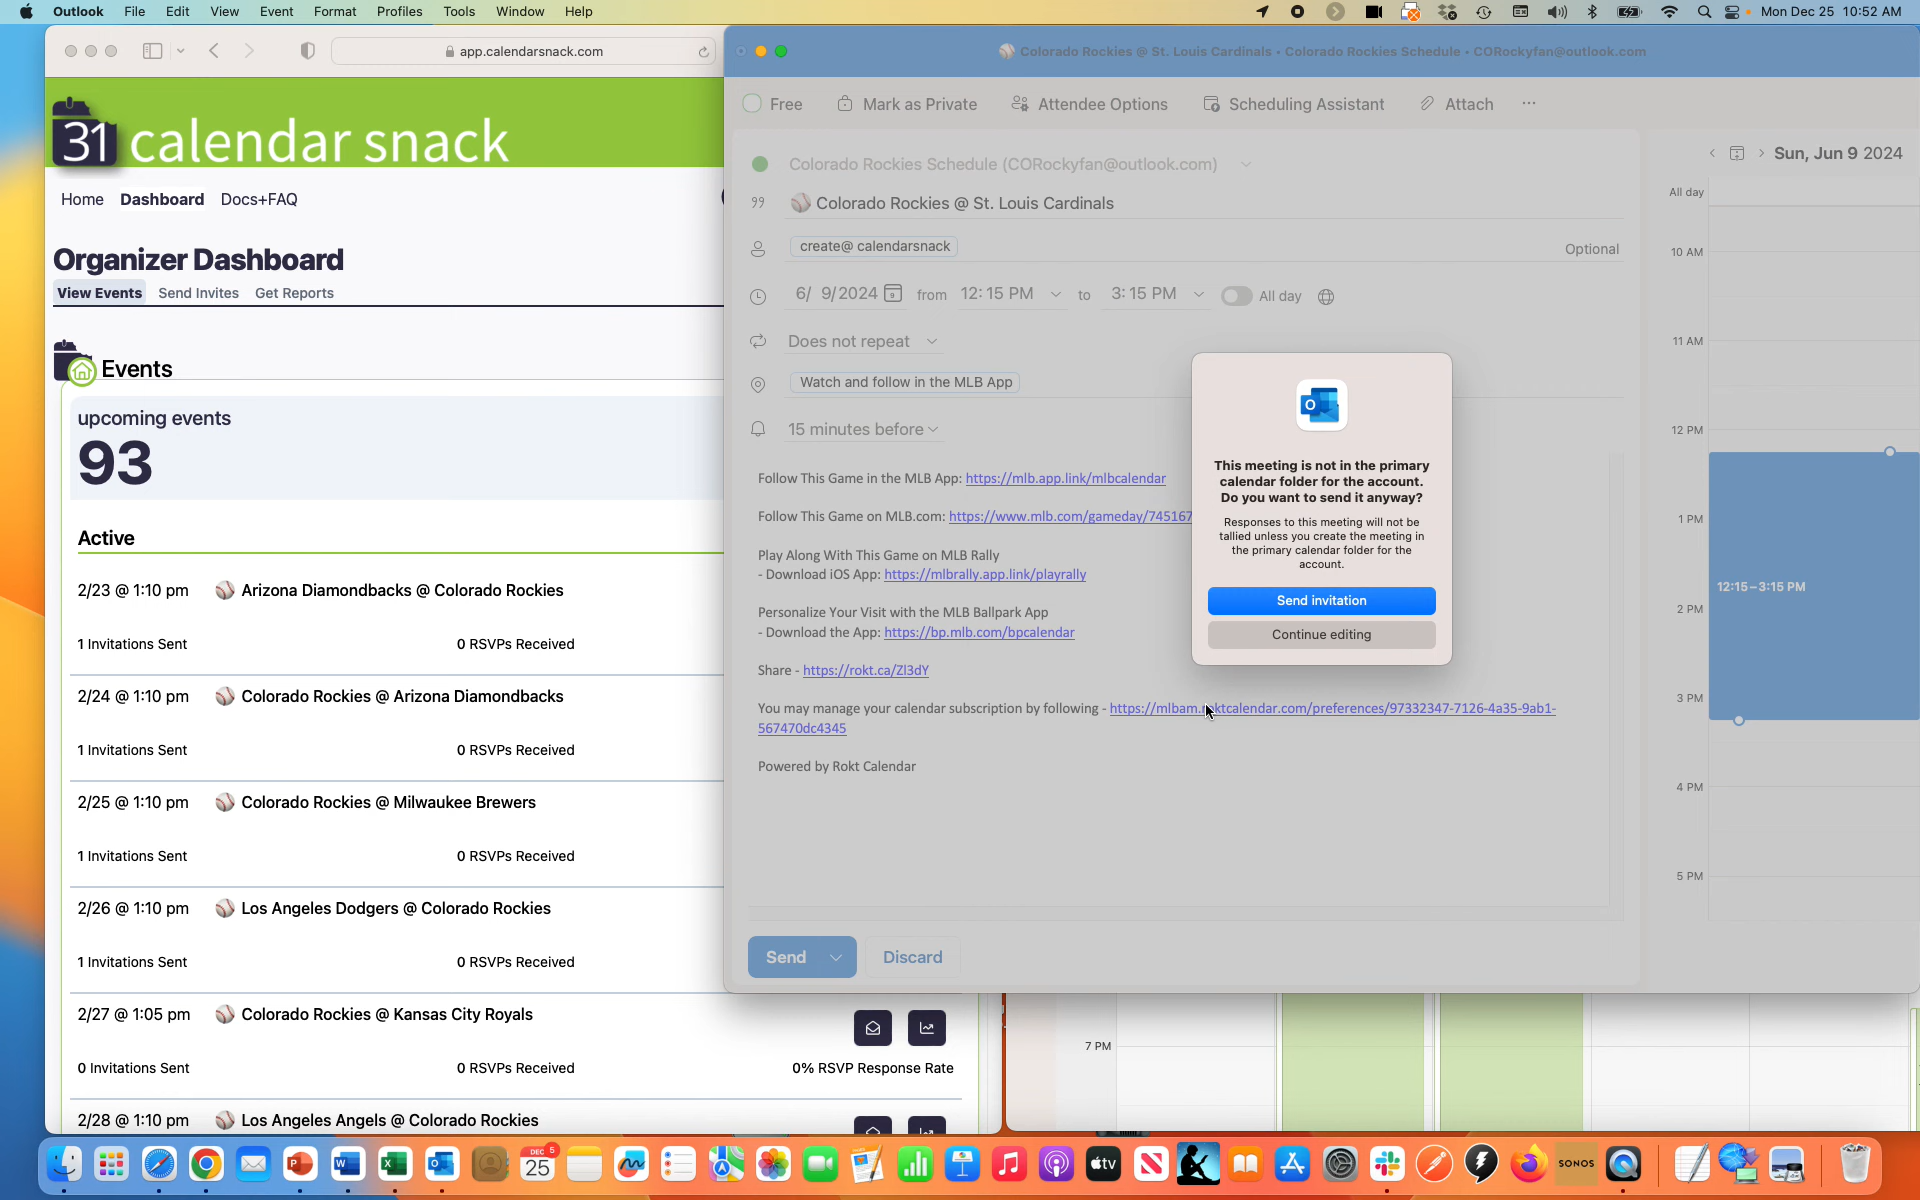 Outlook File Edit View Event Format Profiles Tools Window Help Mon Dec 25 10:52 AM
app.calendarsnack.com
31 calendar snack
Home Dashboard Docs+FAQ
Organizer Dashboard
View Events Send Invites Get Reports
Events
upcoming events
93
Active
2/23 @ 1:10 pm Arizona Diamondbacks @ Colorado Rockies
1 Invitations Sent 0 RSVPs Received
2/24 @ 1:10 pm Colorado Rockies @ Arizona Diamondbacks
1 Invitations Sent 0 RSVPs Received
2/25 @ 1:10 pm Colorado Rockies @ Milwaukee Brewers
1 Invitations Sent 0 RSVPs Received
2/26 @ 1:10 pm Los Angeles Dodgers @ Colorado Rockies
1 Invitations Sent 0 RSVPs Received
2/27 @ 1:05 pm Colorado Rockies @ Kansas City Royals
0 Invitations Sent 0 RSVPs Received 0% RSVP Response Rate
2/28 @ 1:10 pm Los Angeles Angels @ Colorado Rockies
Colorado Rockies @ St. Louis Cardinals • Colorado Rockies Schedule • CORockyfan@outlook.com
Free Mark as Private Attendee Options Scheduling Assistant Attach ...
Colorado Rockies Schedule (CORockyfan@outlook.com)
Colorado Rockies @ St. Louis Cardinals
create@ calendarsnack Optional
6/ 9/2024 from 12:15 PM to 3:15 PM All day
Does not repeat
Watch and follow in the MLB App
15 minutes before
Follow This Game in the MLB App: https://mlb.app.link/mlbcalendar
Follow This Game on MLB.com: https://www.mlb.com/gameday/745167
Play Along With This Game on MLB Rally
- Download iOS App: https://mlbrally.app.link/playrally
Personalize Your Visit with the MLB Ballpark App
- Download the App: https://bp.mlb.com/bpcalendar
Share - https://rokt.ca/Zl3dY
You may manage your calendar subscription by following - https://mlbam.roktcalendar.com/preferences/97332347-7126-4a35-9ab1-
567470dc4345
Powered by Rokt Calendar
Send Discard
This meeting is not in the primary
calendar folder for the account.
Do you want to send it anyway?
Responses to this meeting will not be
tallied unless you create the meeting in
the primary calendar folder for the
account.
Send invitation
Continue editing
Sun, Jun 9 2024
All day
10 AM
11 AM
12 PM
1 PM
12:15–3:15 PM
2 PM
3 PM
4 PM
5 PM
7 PM
DEC 5
25
tv
SONOS